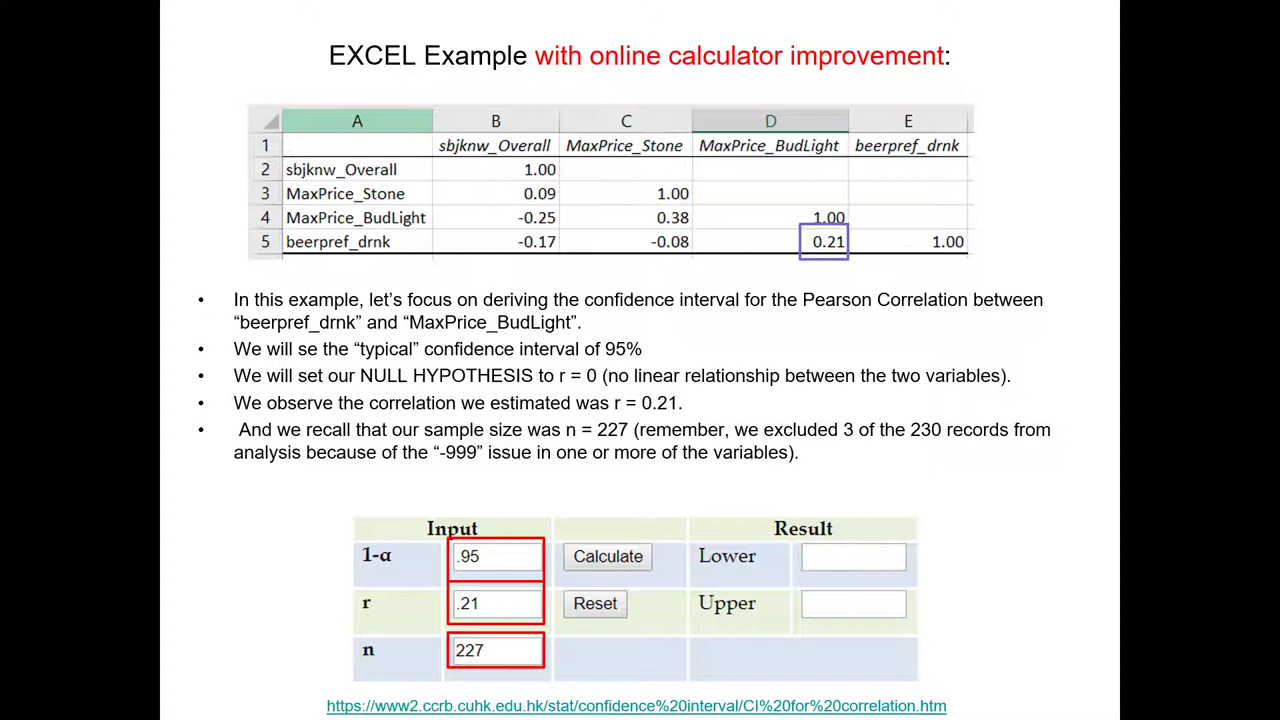 EXCEL Example with online calculator improvement:
A B C D E
1 sbjknw_Overall MaxPrice_Stone MaxPrice_BudLight beerpref_drnk
2 sbjknw_Overall 1.00
3 MaxPrice_Stone 0.09 1.00
4 MaxPrice_BudLight -0.25 0.38 1.00
5 beerpref_drnk -0.17 -0.08 0.21 1.00
• In this example, let’s focus on deriving the confidence interval for the Pearson Correlation between
“beerpref_drnk” and “MaxPrice_BudLight”.
• We will se the “typical” confidence interval of 95%
• We will set our NULL HYPOTHESIS to r = 0 (no linear relationship between the two variables).
• We observe the correlation we estimated was r = 0.21.
• And we recall that our sample size was n = 227 (remember, we excluded 3 of the 230 records from
analysis because of the “-999” issue in one or more of the variables).
Input Result
1-α .95 Calculate Lower
r .21 Reset Upper
n 227
https://www2.ccrb.cuhk.edu.hk/stat/confidence%20interval/CI%20for%20correlation.htm